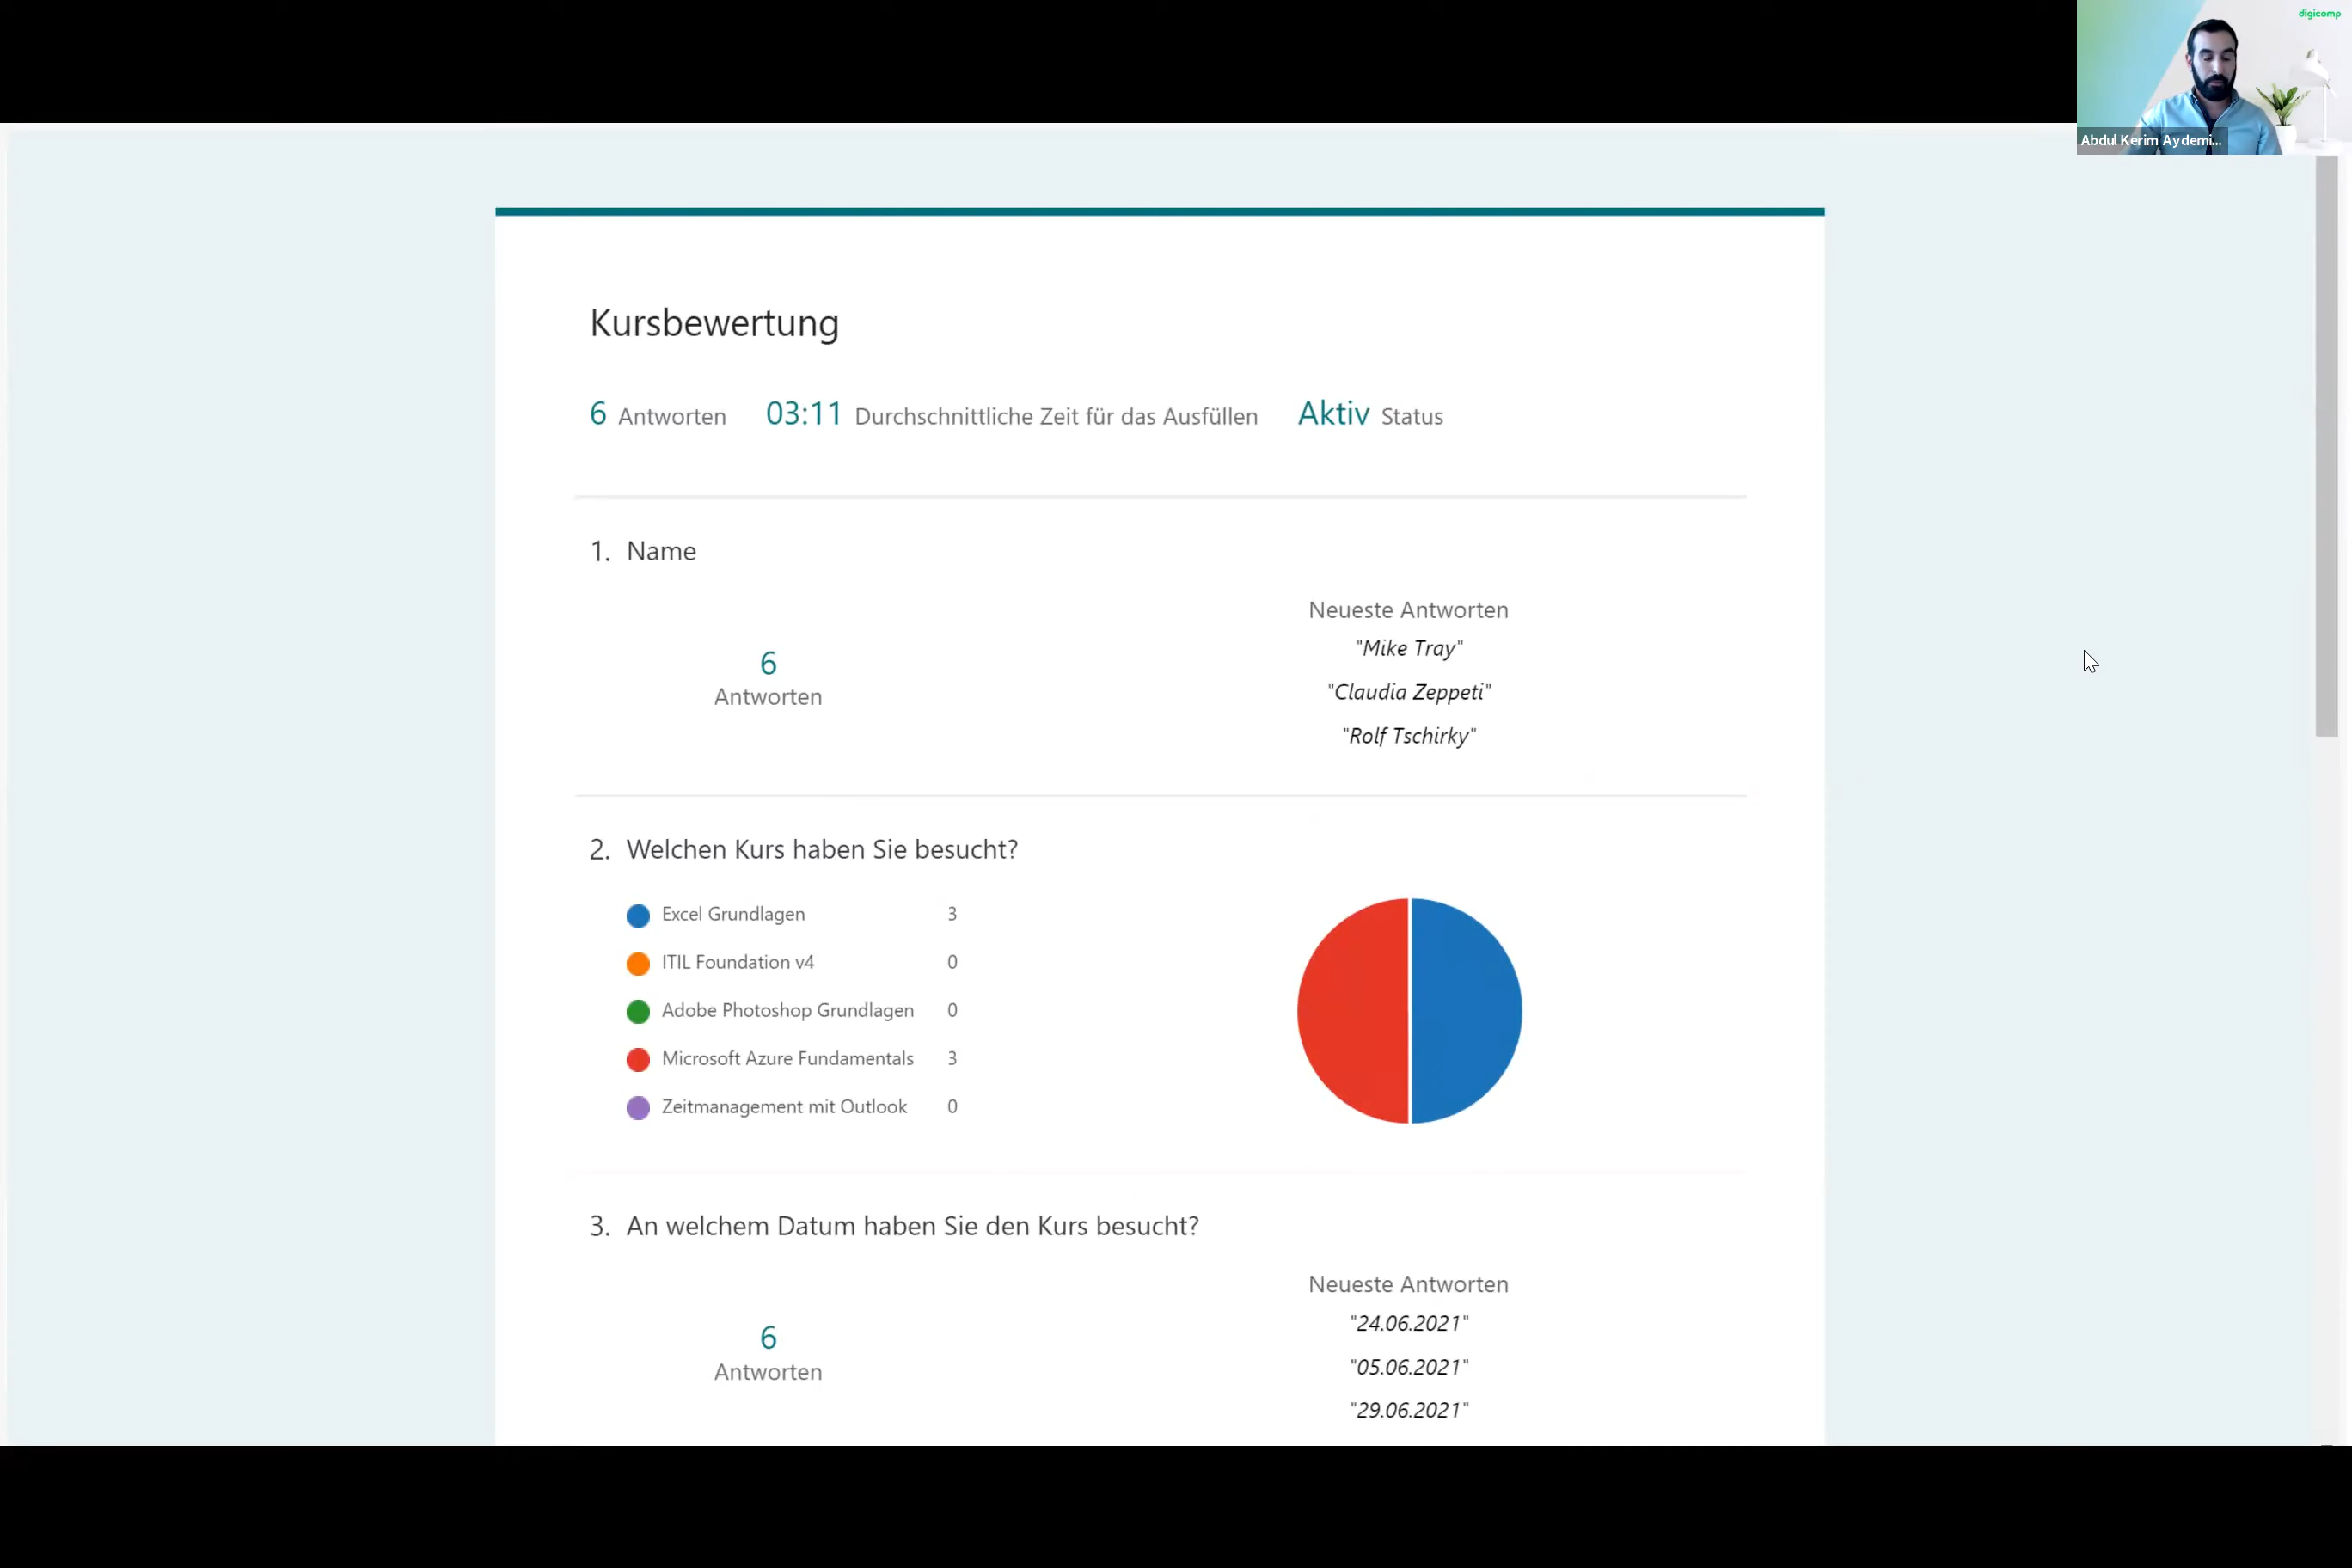 digicomp
Abdul Kerim Aydemi...
Kursbewertung
6 Antworten 03:11 Durchschnittliche Zeit für das Ausfüllen Aktiv Status
1. Name
6
Antworten
Neueste Antworten
"Mike Tray"
"Claudia Zeppeti"
"Rolf Tschirky"
2. Welchen Kurs haben Sie besucht?
Excel Grundlagen 3
ITIL Foundation v4 0
Adobe Photoshop Grundlagen 0
Microsoft Azure Fundamentals 3
Zeitmanagement mit Outlook 0
3. An welchem Datum haben Sie den Kurs besucht?
6
Antworten
Neueste Antworten
"24.06.2021"
"05.06.2021"
"29.06.2021"